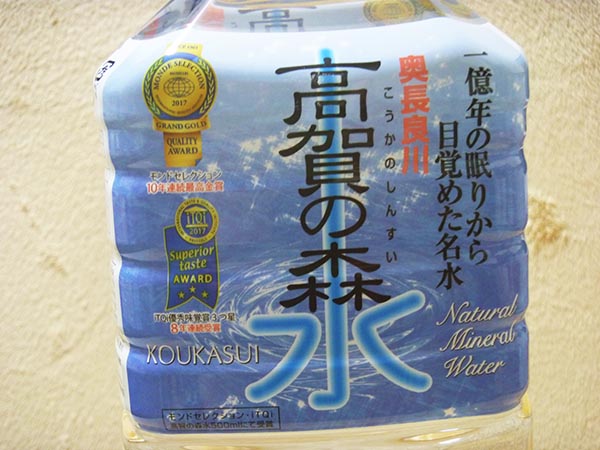 一億年の眠りから
目覚めた名水
奥長良川
こうかのしんすい
高賀の森水
MONDE SELECTION
2017
GRAND GOLD
QUALITY
AWARD
モンドセレクション
10年連続最高金賞
iTQi
2017
Superior
taste
AWARD
iTQi優秀味覚賞3つ星
8年連続受賞
KOUKASUI
Natural
Mineral
Water
モンドセレクション・iTQi
高賀の森水500mlにて受賞